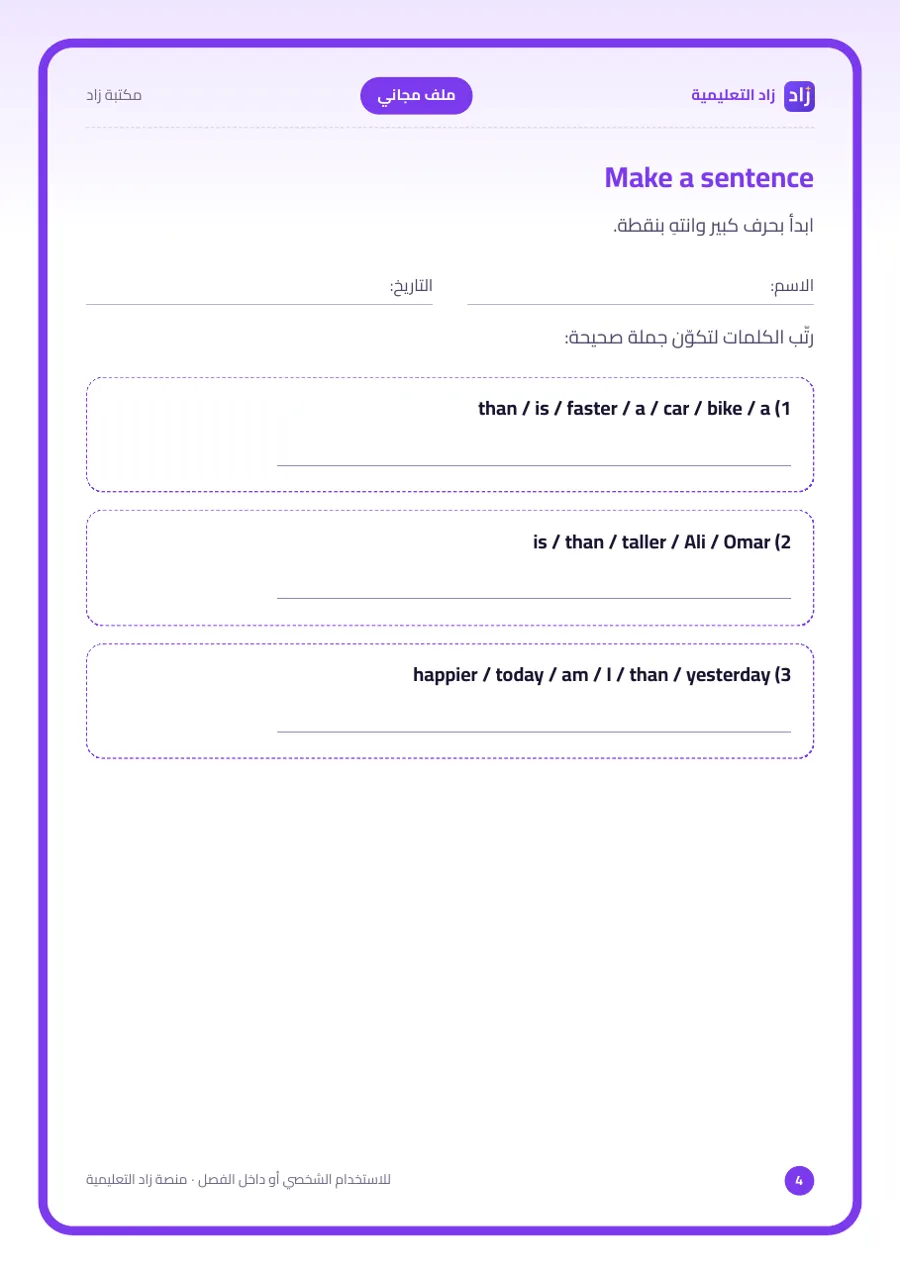 زاد زاد التعليمية
ملف مجاني
مكتبة زاد
Make a sentence
ابدأ بحرف كبير وانتهِ بنقطة.
الاسم:
التاريخ:
رتّب الكلمات لتكوّن جملة صحيحة:
than / is / faster / a / car / bike / a (1
is / than / taller / Ali / Omar (2
happier / today / am / I / than / yesterday (3
4
للاستخدام الشخصي أو داخل الفصل · منصة زاد التعليمية